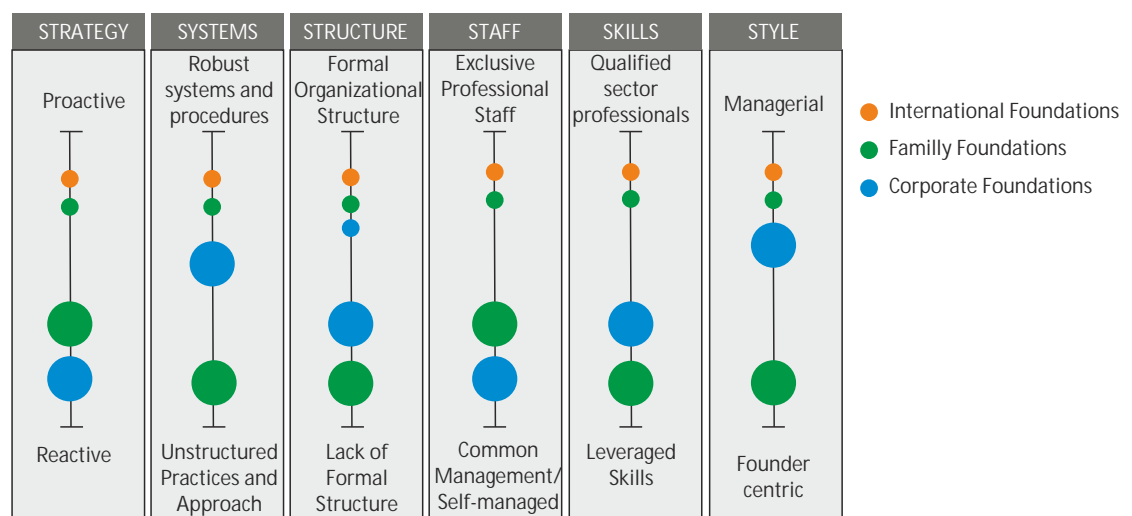 STRATEGY
SYSTEMS
STRUCTURE
STAFF
SKILLS
STYLE
Proactive
Robust
systems and
procedures
Formal
Organizational
Structure
Exclusive
Professional
Staff
Qualified
sector
professionals
Managerial
International Foundations
Familly Foundations
Corporate Foundations
Reactive
Unstructured
Practices and
Approach
Lack of
Formal
Structure
Common
Management/
Self-managed
Leveraged
Skills
Founder
centric